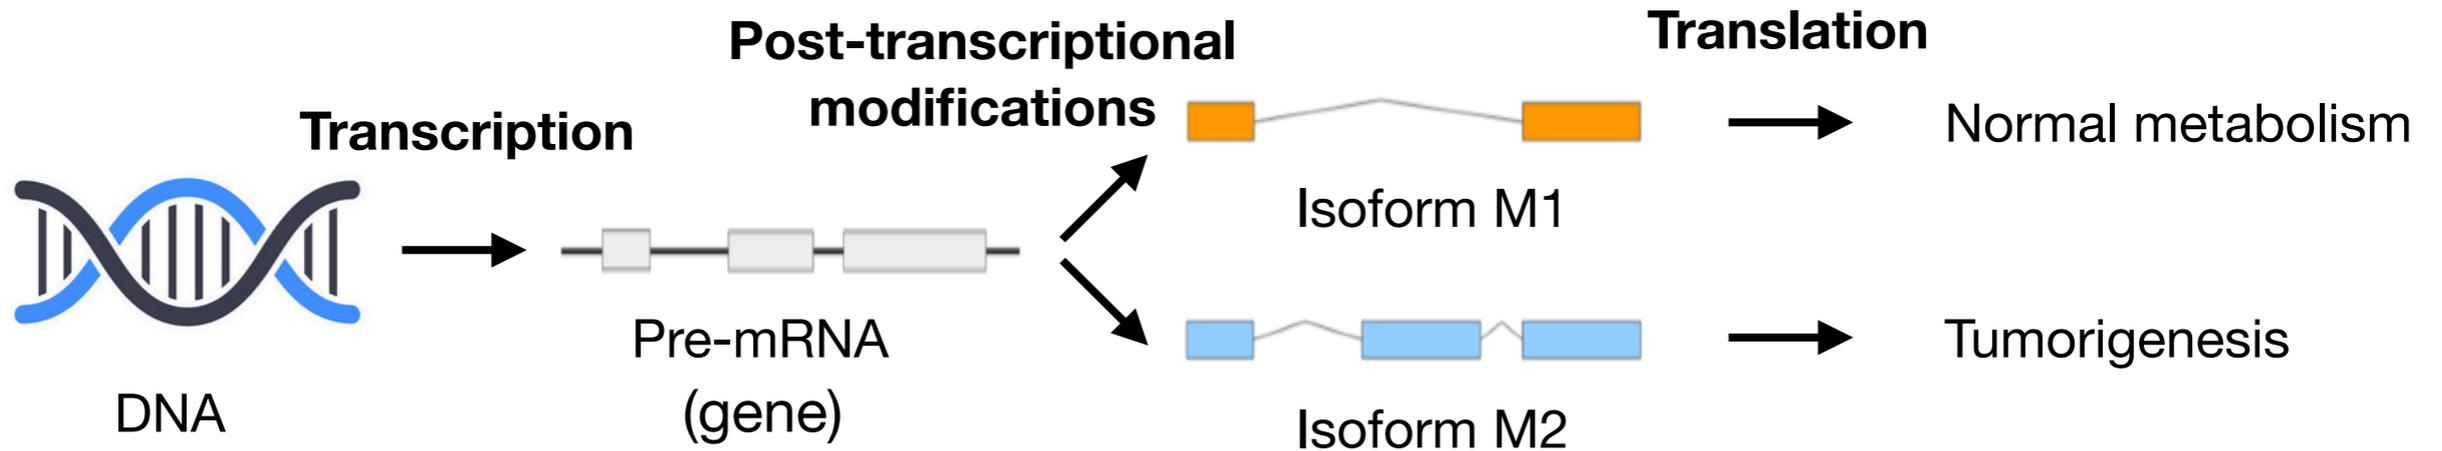 Transcription
DNA
Pre-mRNA
(gene)
Post-transcriptional
modifications
Isoform M1
Isoform M2
Translation
Normal metabolism
Tumorigenesis